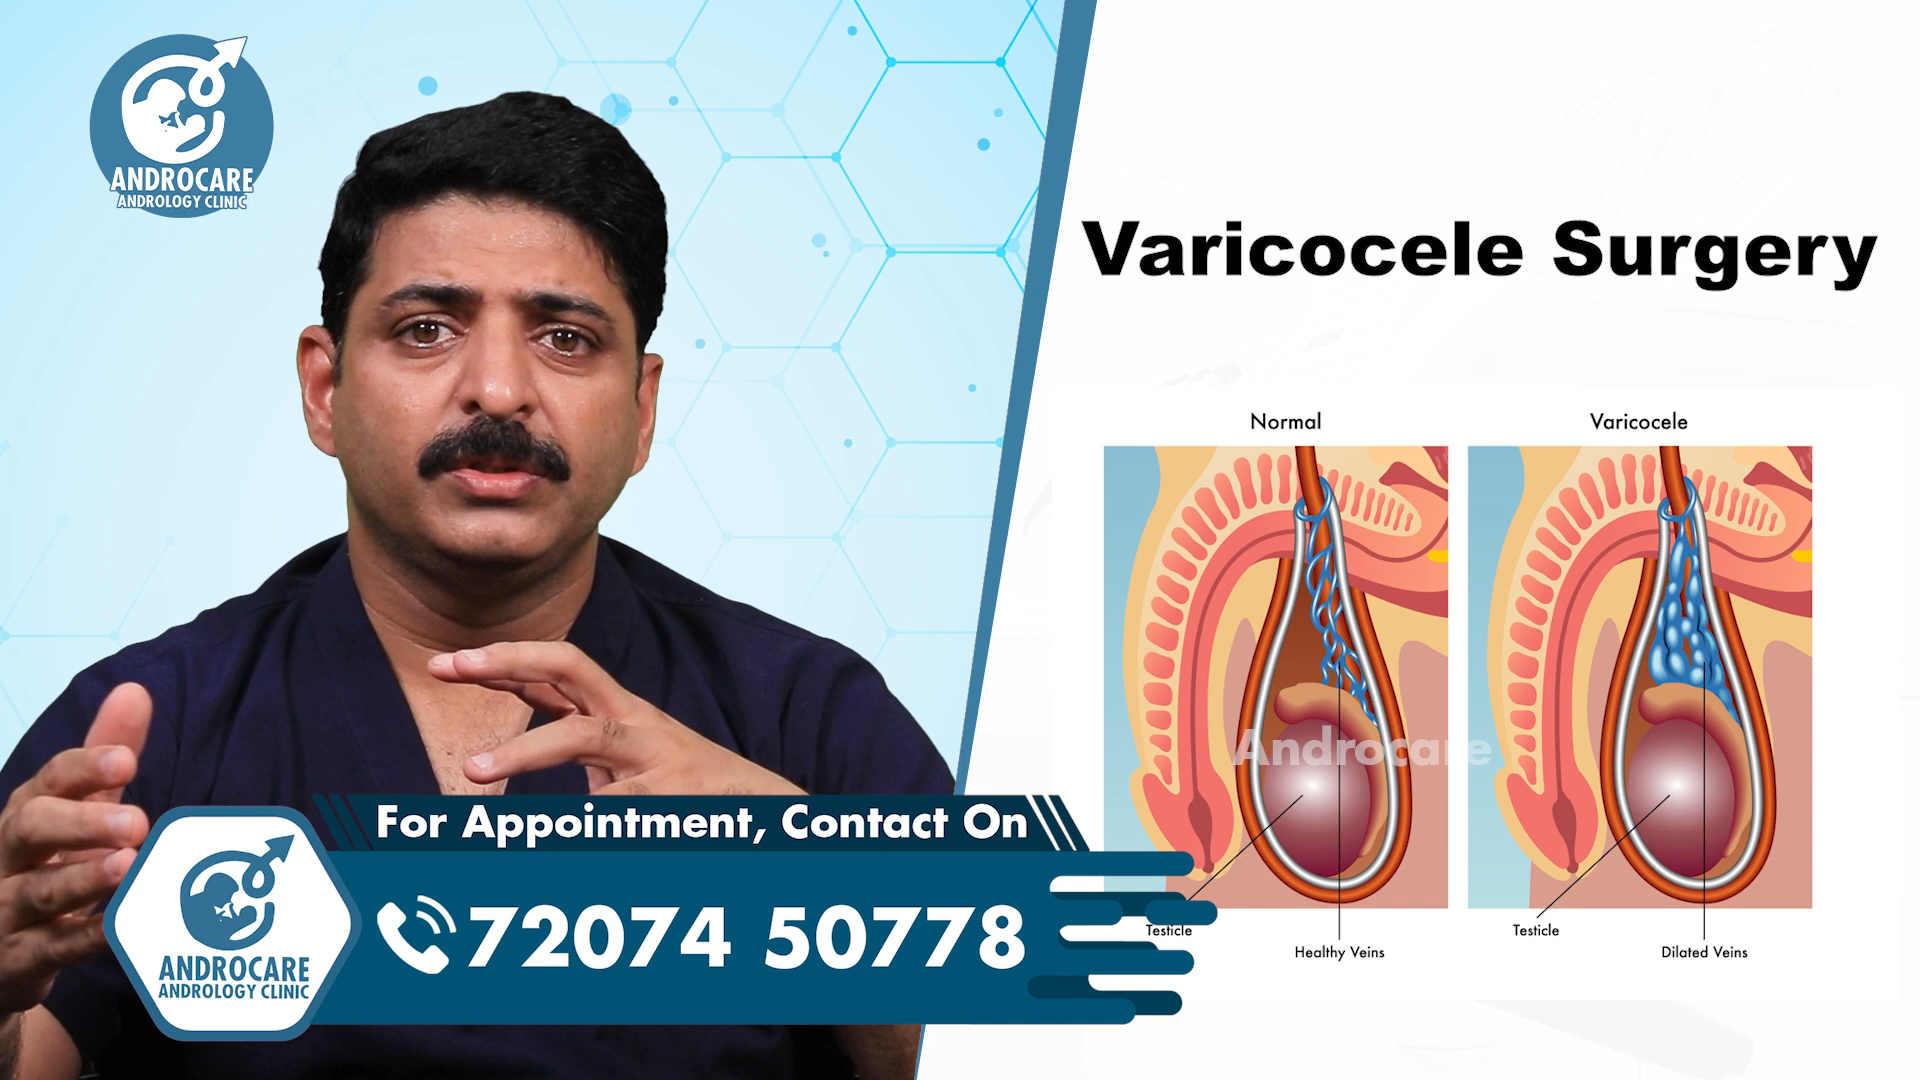 ANDROCARE
ANDROLOGY CLINIC
Varicocele Surgery
Normal
Varicocele
Androcare
Testicle
Healthy Veins
Testicle
Dilated Veins
For Appointment, Contact On
72074 50778
ANDROCARE
ANDROLOGY CLINIC